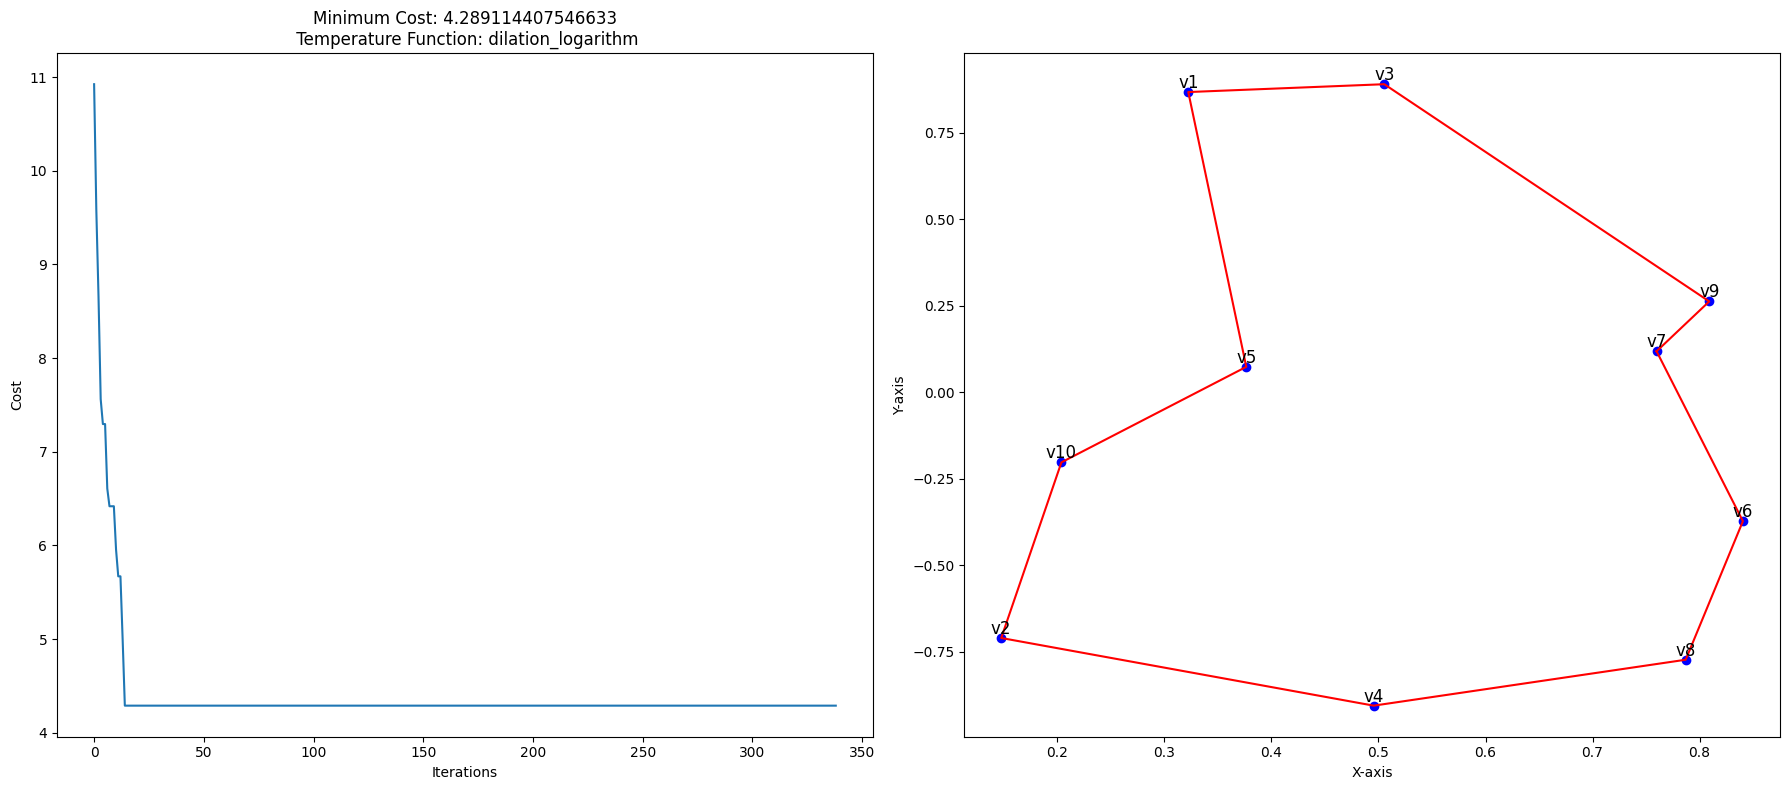 Minimum Cost: 4.289114407546633
Temperature Function: dilation_logarithm
11
10
9
8
7
6
5
4
Cost
0
50
100
150
200
250
300
350
Iterations
0.75
0.50
0.25
0.00
−0.25
−0.50
−0.75
Y-axis
v1
v3
v9
v7
v5
v10
v6
v2
v8
v4
0.2
0.3
0.4
0.5
0.6
0.7
0.8
X-axis